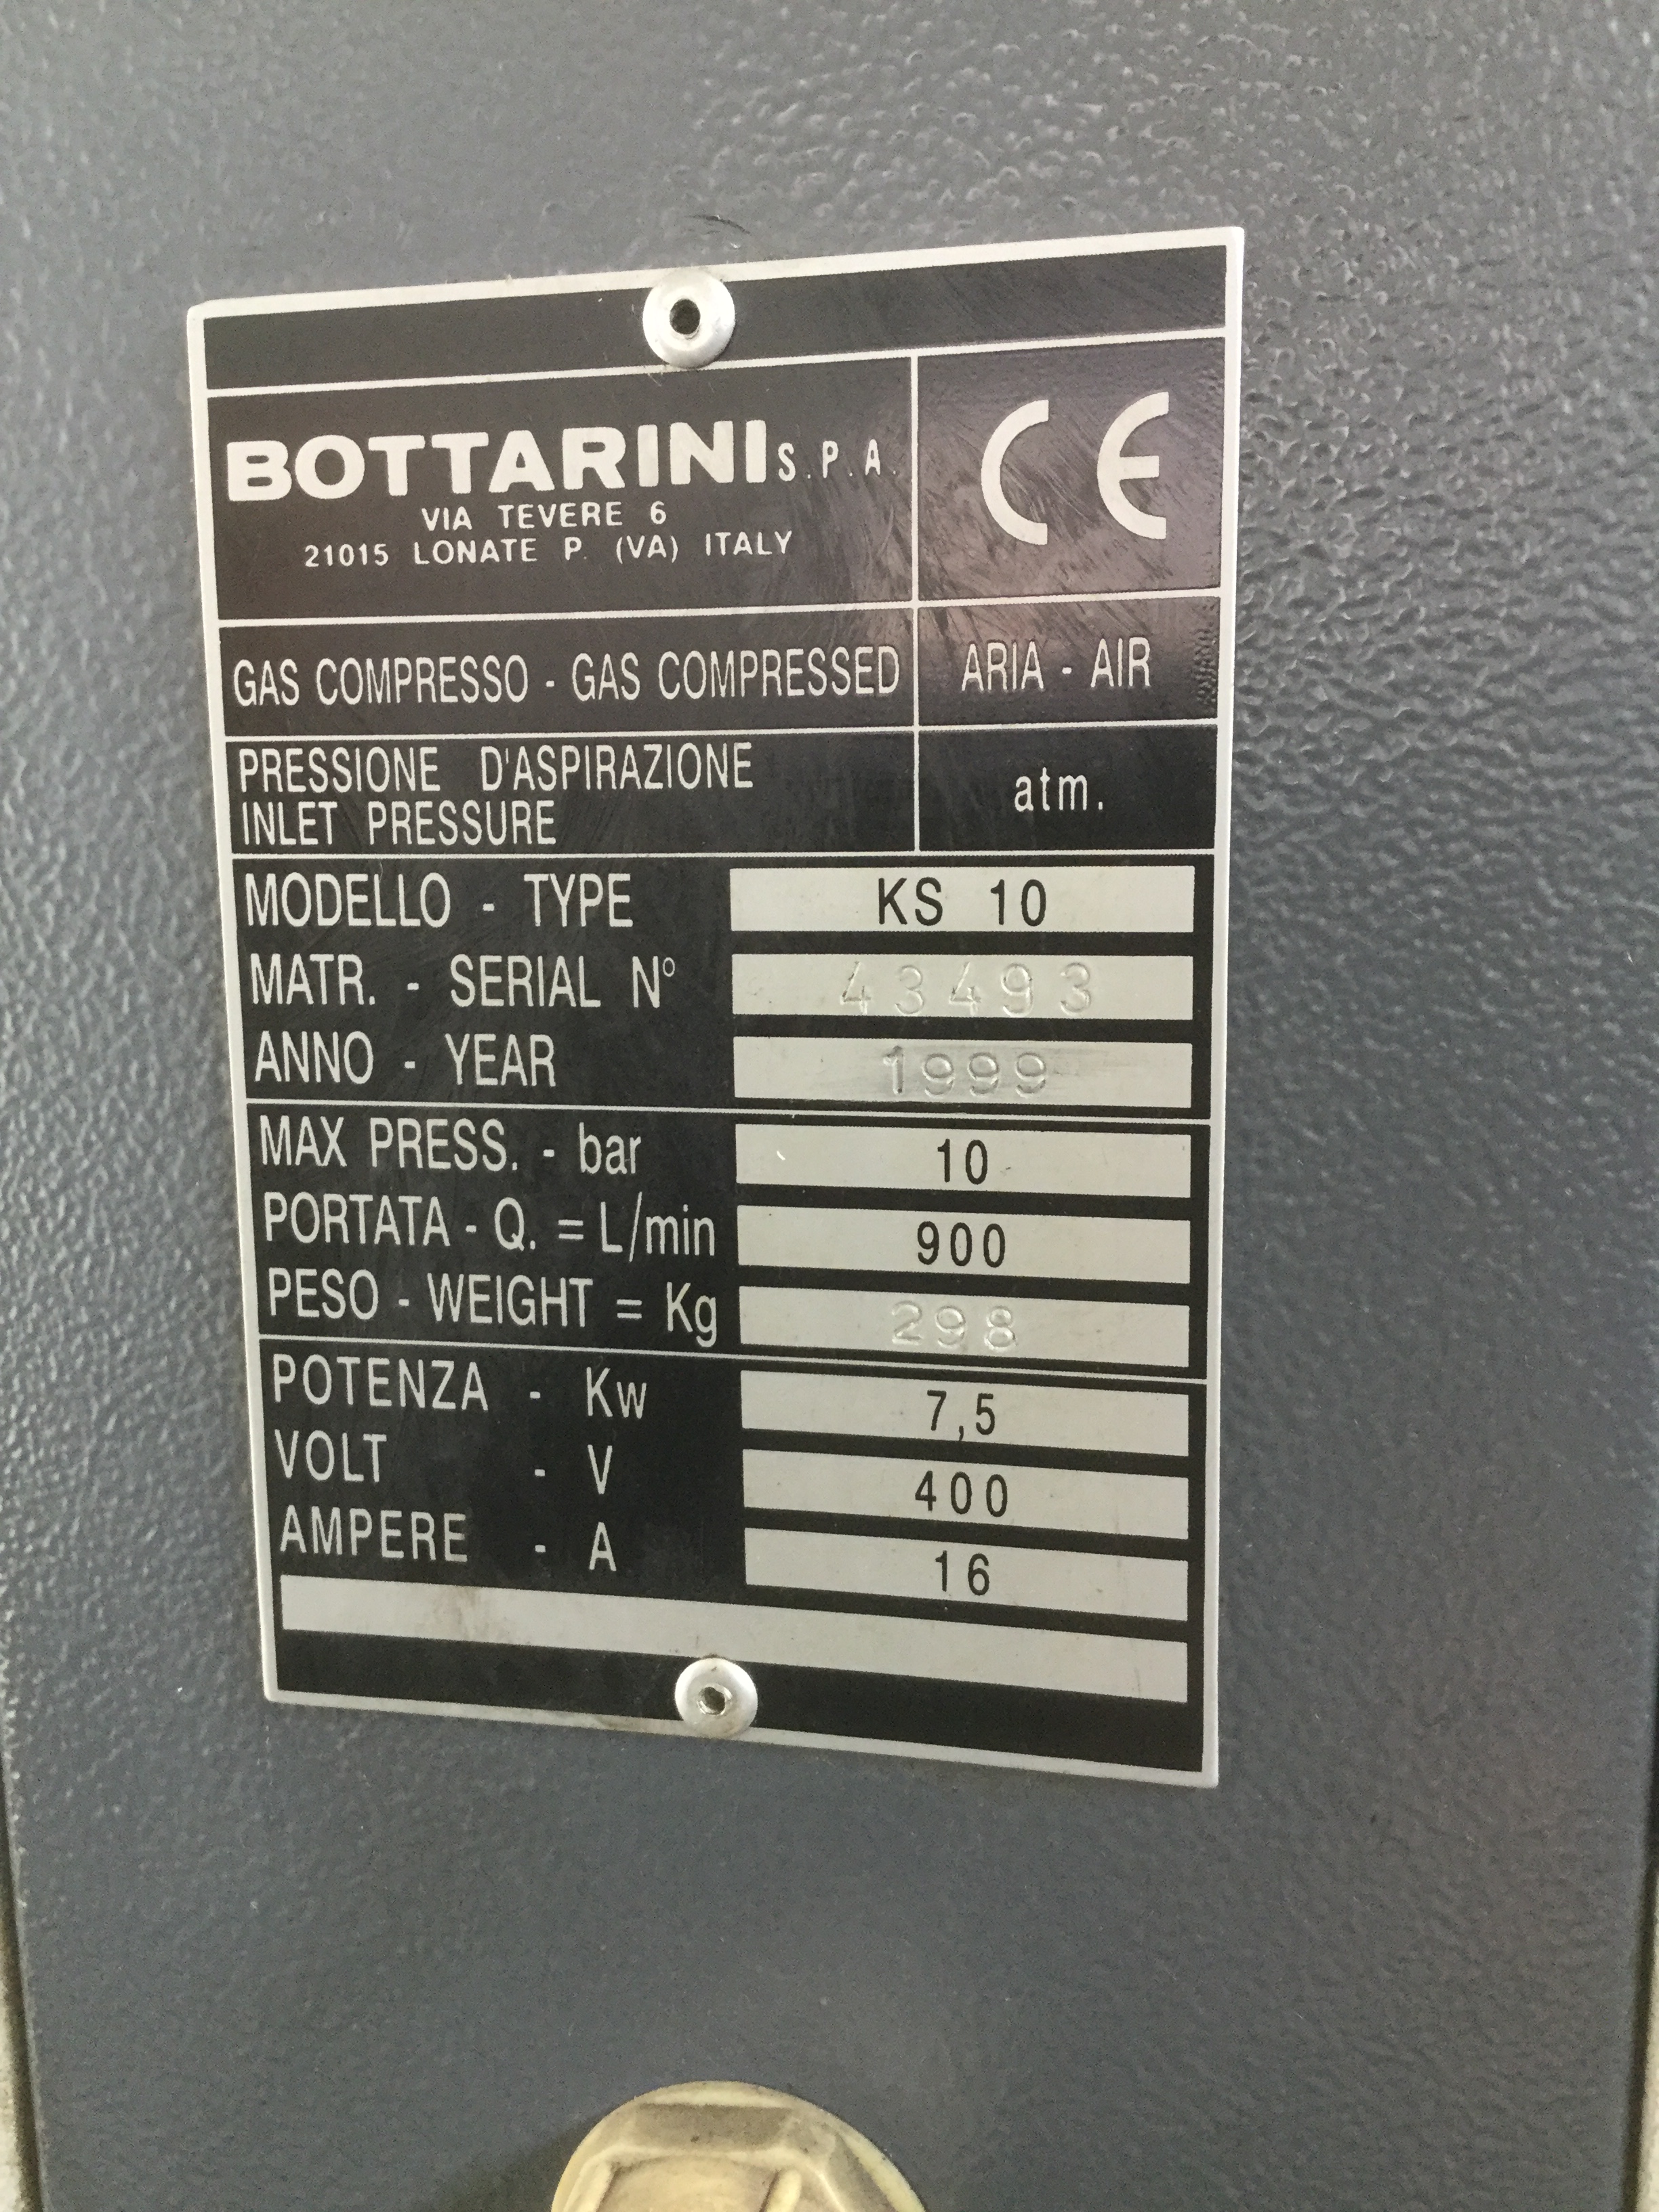 BOTTARINI S.P.A.
VIA TEVERE 6
21015 LONATE P. (VA) ITALY
CE
GAS COMPRESSO - GAS COMPRESSED ARIA - AIR
PRESSIONE D'ASPIRAZIONE
INLET PRESSURE
atm.
MODELLO - TYPE KS 10
MATR. - SERIAL N° 43493
ANNO - YEAR 1999
MAX PRESS. - bar 10
PORTATA - Q. = L/min 900
PESO - WEIGHT = Kg 298
POTENZA - Kw 7,5
VOLT - V 400
AMPERE - A 16